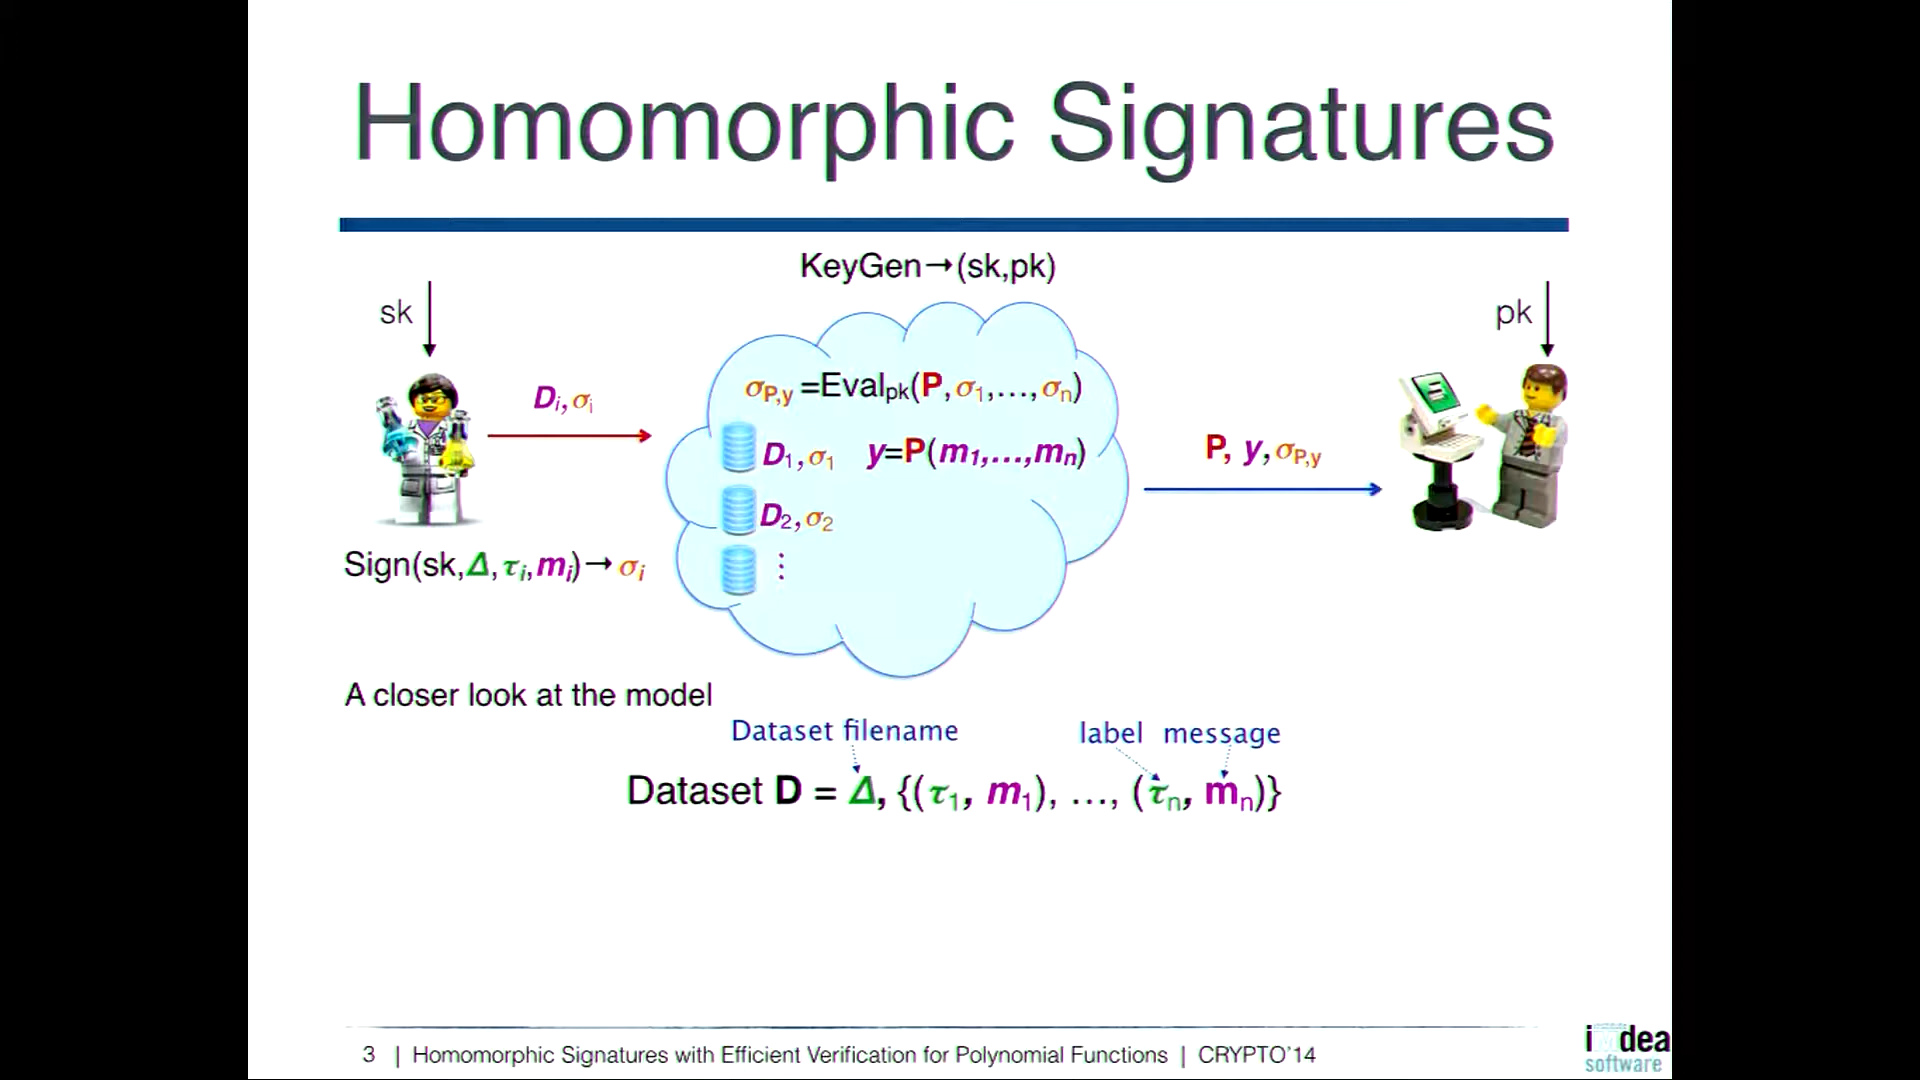 Homomorphic Signatures
KeyGen→(sk,pk)
sk
pk
σP,y =Evalpk(P,σ1,…,σn)
Di,σi
D1,σ1 y=P(m1,…,mn)
P, y,σP,y
D2,σ2
⋮
Sign(sk,Δ,τi,mi)→σi
A closer look at the model
Dataset filename label message
Dataset D = Δ, {(τ1, m1), …, (τn, mn)}
3 | Homomorphic Signatures with Efficient Verification for Polynomial Functions | CRYPTO'14
i dea
software